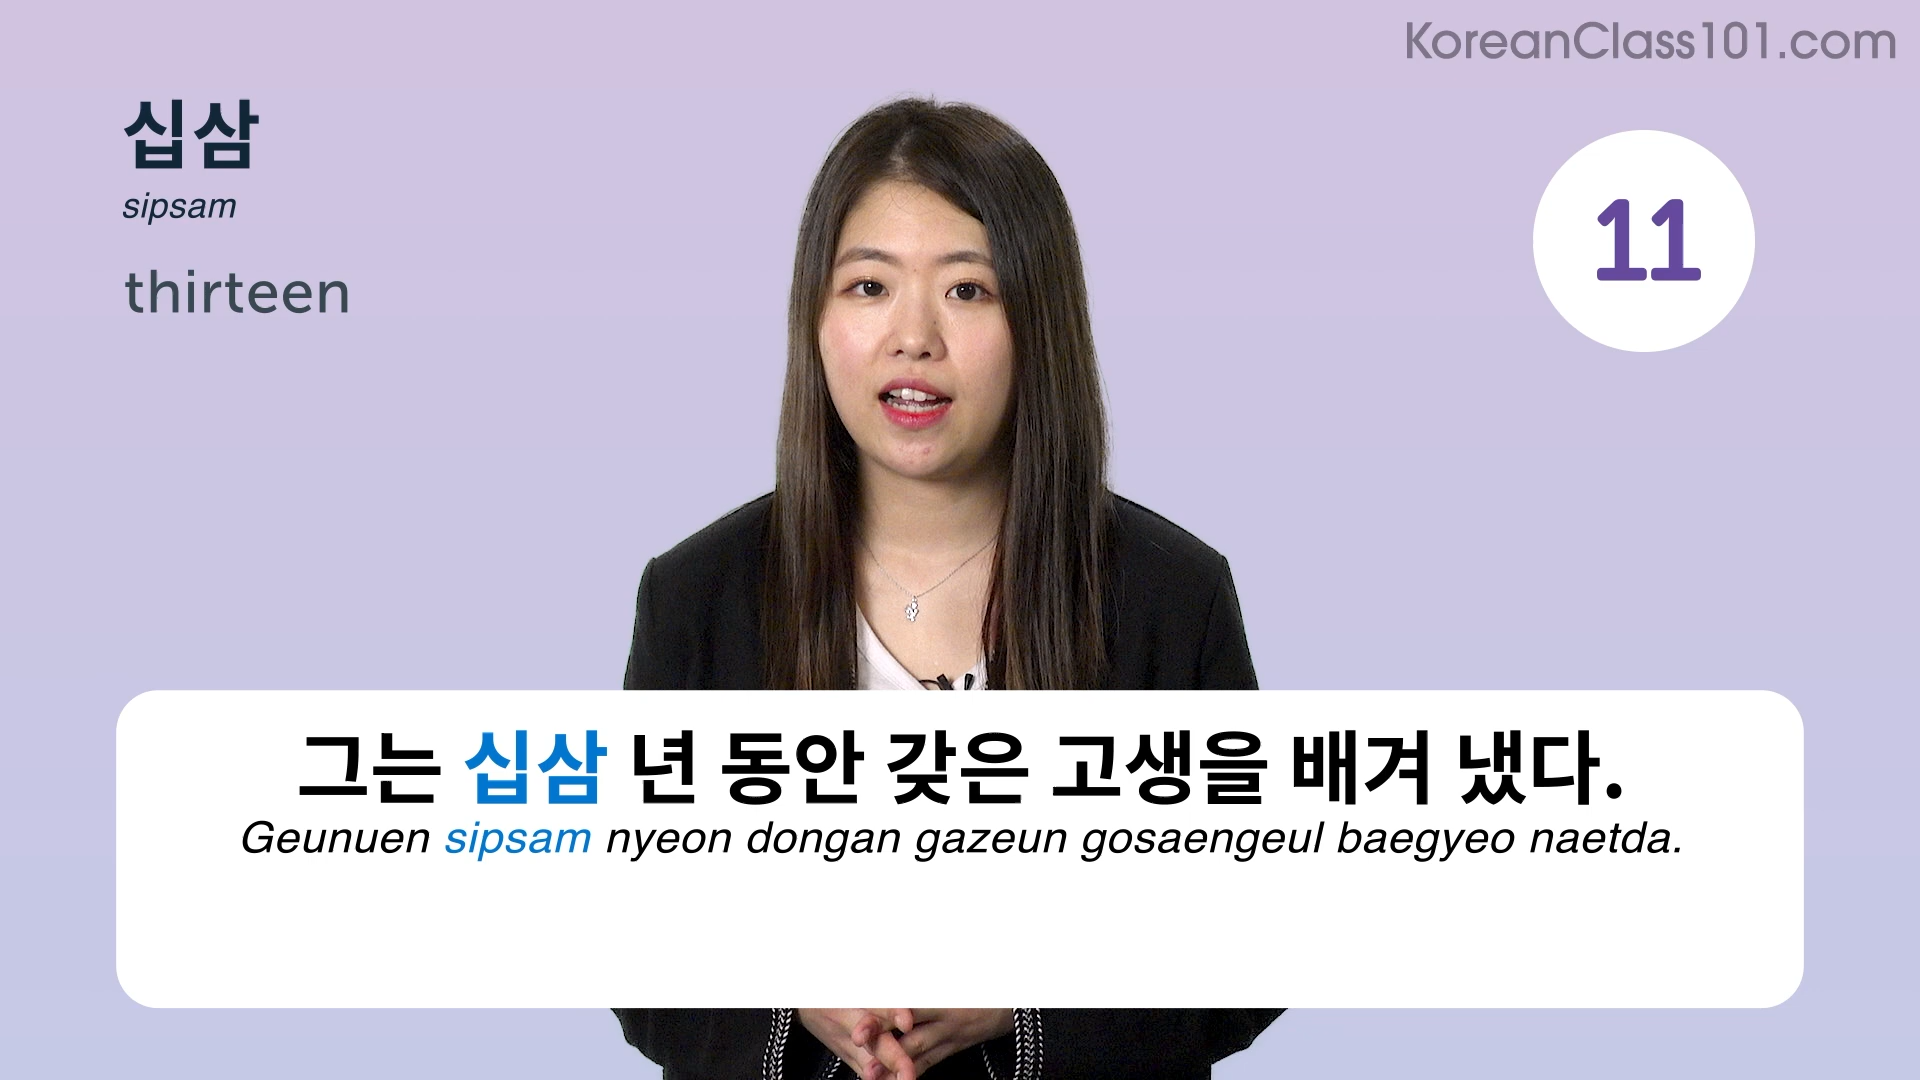 KoreanClass101.com
십삼
sipsam
thirteen
11
그는 십삼 년 동안 갖은 고생을 배겨 냈다.
Geunuen sipsam nyeon dongan gazeun gosaengeul baegyeo naetda.